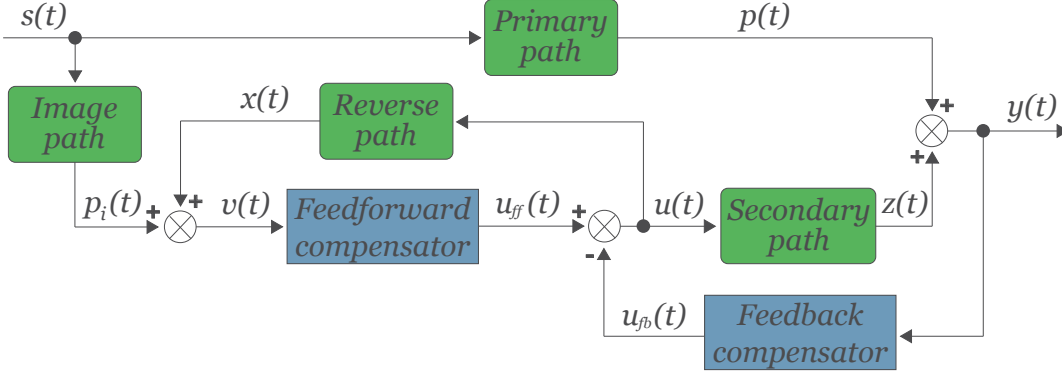 s(t)
Primary
path
p(t)
Image
path
x(t)
Reverse
path
+
y(t)
+
p_i(t)
+
+
v(t)
Feedforward
compensator
u_ff(t)
+
-
u(t)
Secondary
path
z(t)
u_fb(t)
Feedback
compensator